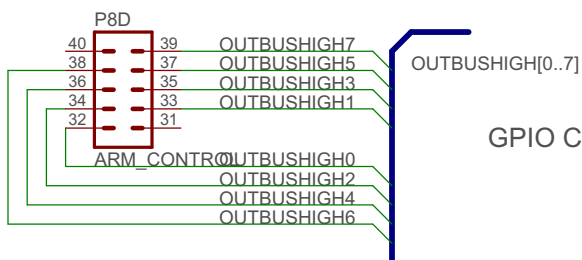 P8D
40 39 OUTBUSHIGH7
38 37 OUTBUSHIGH5
36 35 OUTBUSHIGH3
34 33 OUTBUSHIGH1
32 31
OUTBUSHIGH[0..7]
GPIO C
ARM_CONTROL
OUTBUSHIGH0
OUTBUSHIGH2
OUTBUSHIGH4
OUTBUSHIGH6